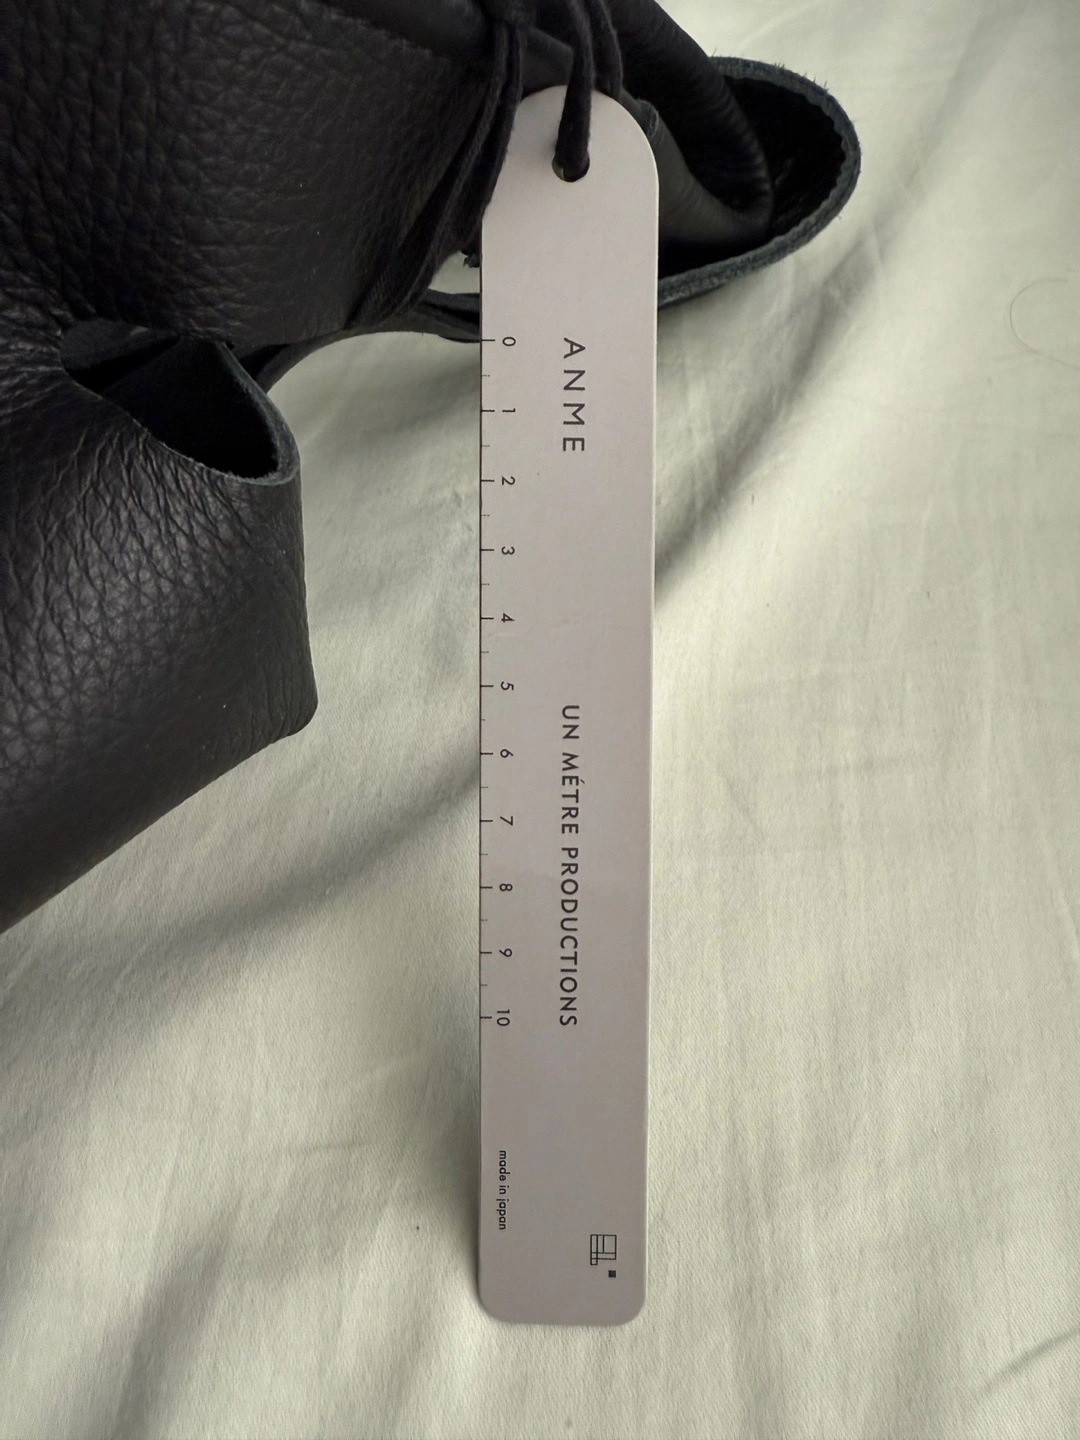 ANME
UN MÉTRE PRODUCTIONS
0 1 2 3 4 5 6 7 8 9 10
made in japan